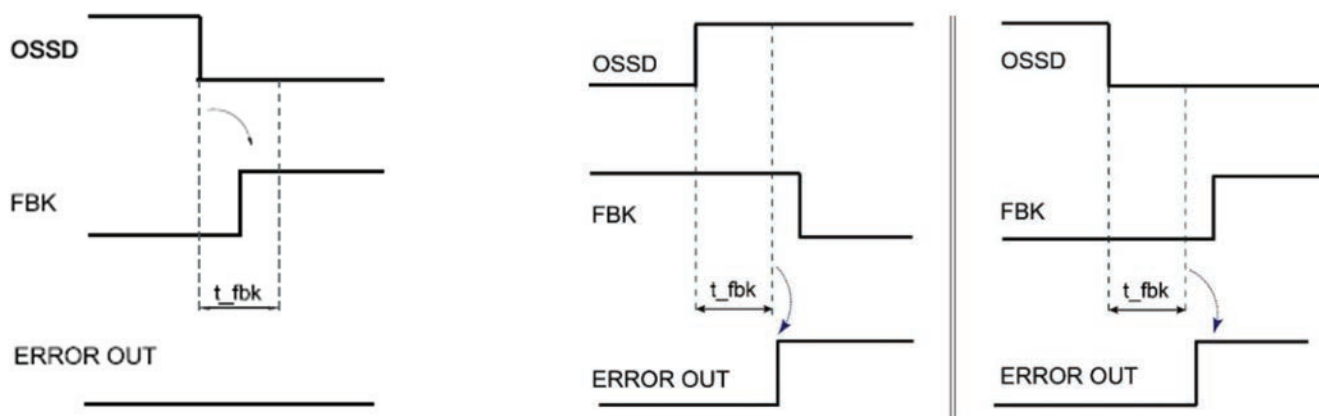 OSSD
FBK
t_fbk
ERROR OUT
OSSD
FBK
t_fbk
ERROR OUT
OSSD
FBK
t_fbk
ERROR OUT